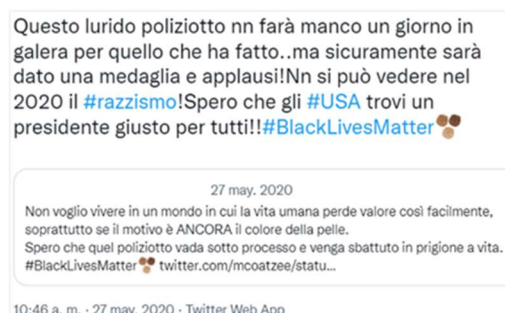 Questo lurido poliziotto nn farà manco un giorno in
galera per quello che ha fatto..ma sicuramente sarà
dato una medaglia e applausi!Nn si può vedere nel
2020 il #razzismo!Spero che gli #USA trovi un
presidente giusto per tutti!!#BlackLivesMatter
27 may. 2020
Non voglio vivere in un mondo in cui la vita umana perde valore così facilmente,
soprattutto se il motivo è ANCORA il colore della pelle.
Spero che quel poliziotto vada sotto processo e venga sbattuto in prigione a vita.
#BlackLivesMatter twitter.com/mcoatzee/statu...
10:46 a. m. · 27 may. 2020 · Twitter Web App